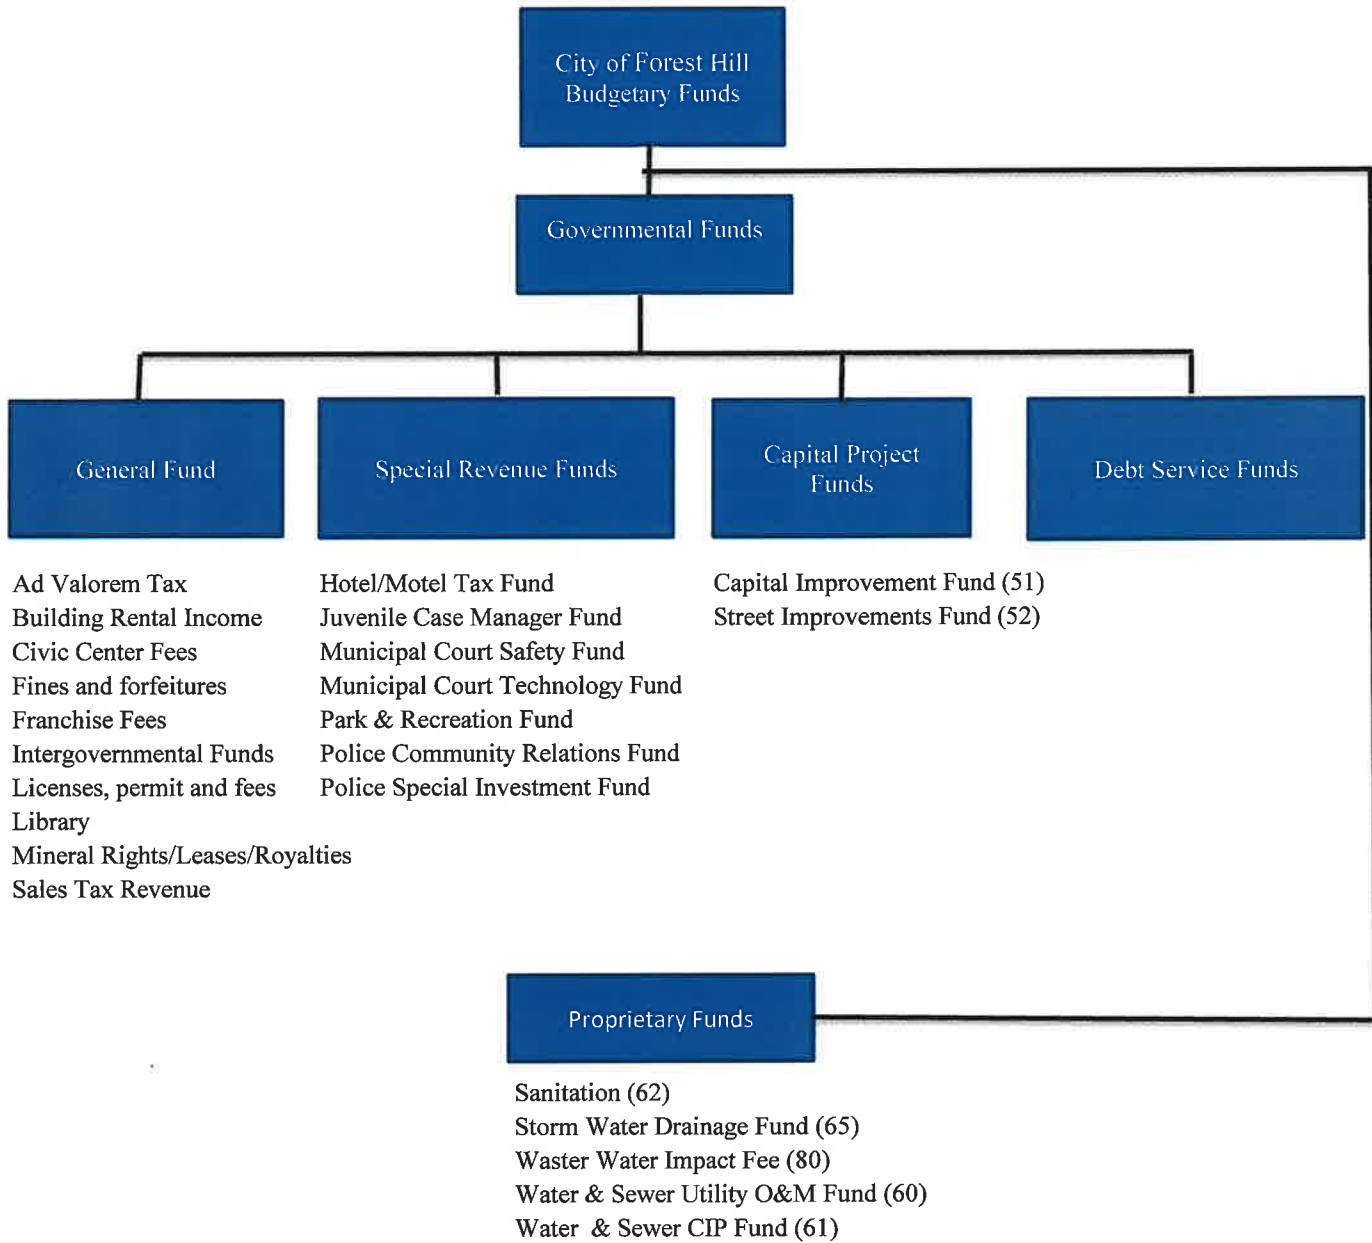 City of Forest Hill
Budgetary Funds
Governmental Funds
General Fund
Special Revenue Funds
Capital Project
Funds
Debt Service Funds
Ad Valorem Tax
Building Rental Income
Civic Center Fees
Fines and forfeitures
Franchise Fees
Intergovernmental Funds
Licenses, permit and fees
Library
Mineral Rights/Leases/Royalties
Sales Tax Revenue
Hotel/Motel Tax Fund
Juvenile Case Manager Fund
Municipal Court Safety Fund
Municipal Court Technology Fund
Park & Recreation Fund
Police Community Relations Fund
Police Special Investment Fund
Capital Improvement Fund (51)
Street Improvements Fund (52)
Proprietary Funds
Sanitation (62)
Storm Water Drainage Fund (65)
Waster Water Impact Fee (80)
Water & Sewer Utility O&M Fund (60)
Water & Sewer CIP Fund (61)